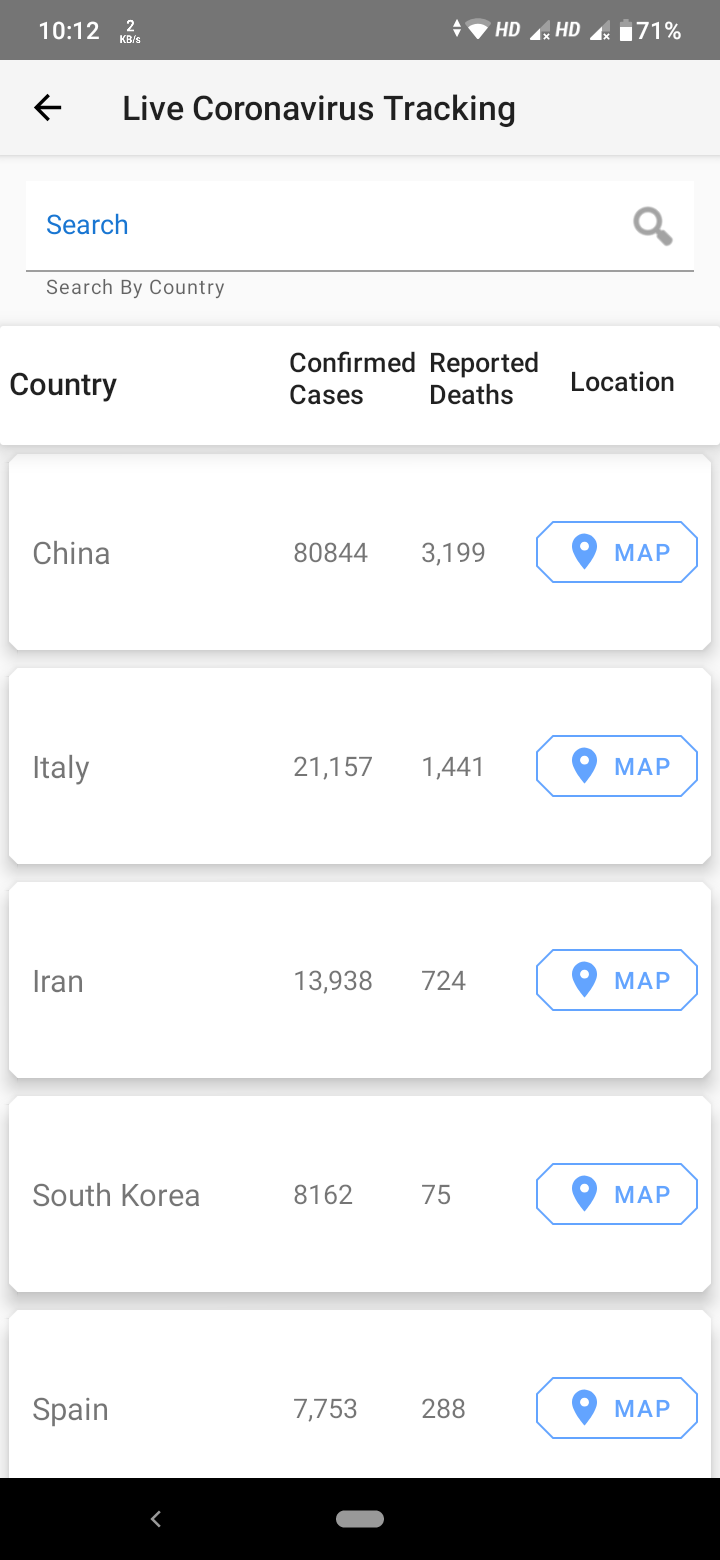 10:12 2 KB/s HD HD 71%
Live Coronavirus Tracking
Search
Search By Country
Country Confirmed Cases Reported Deaths Location
China 80844 3,199 MAP
Italy 21,157 1,441 MAP
Iran 13,938 724 MAP
South Korea 8162 75 MAP
Spain 7,753 288 MAP